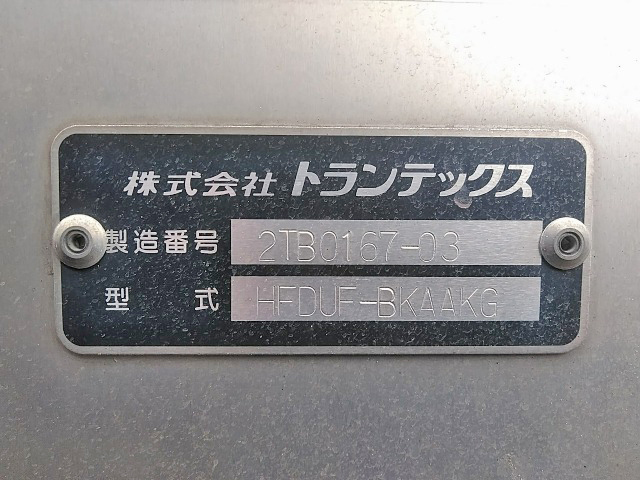 株式会社 トランテックス
製造番号 2TB0167-03
型式 HFDUF-BKAAKG